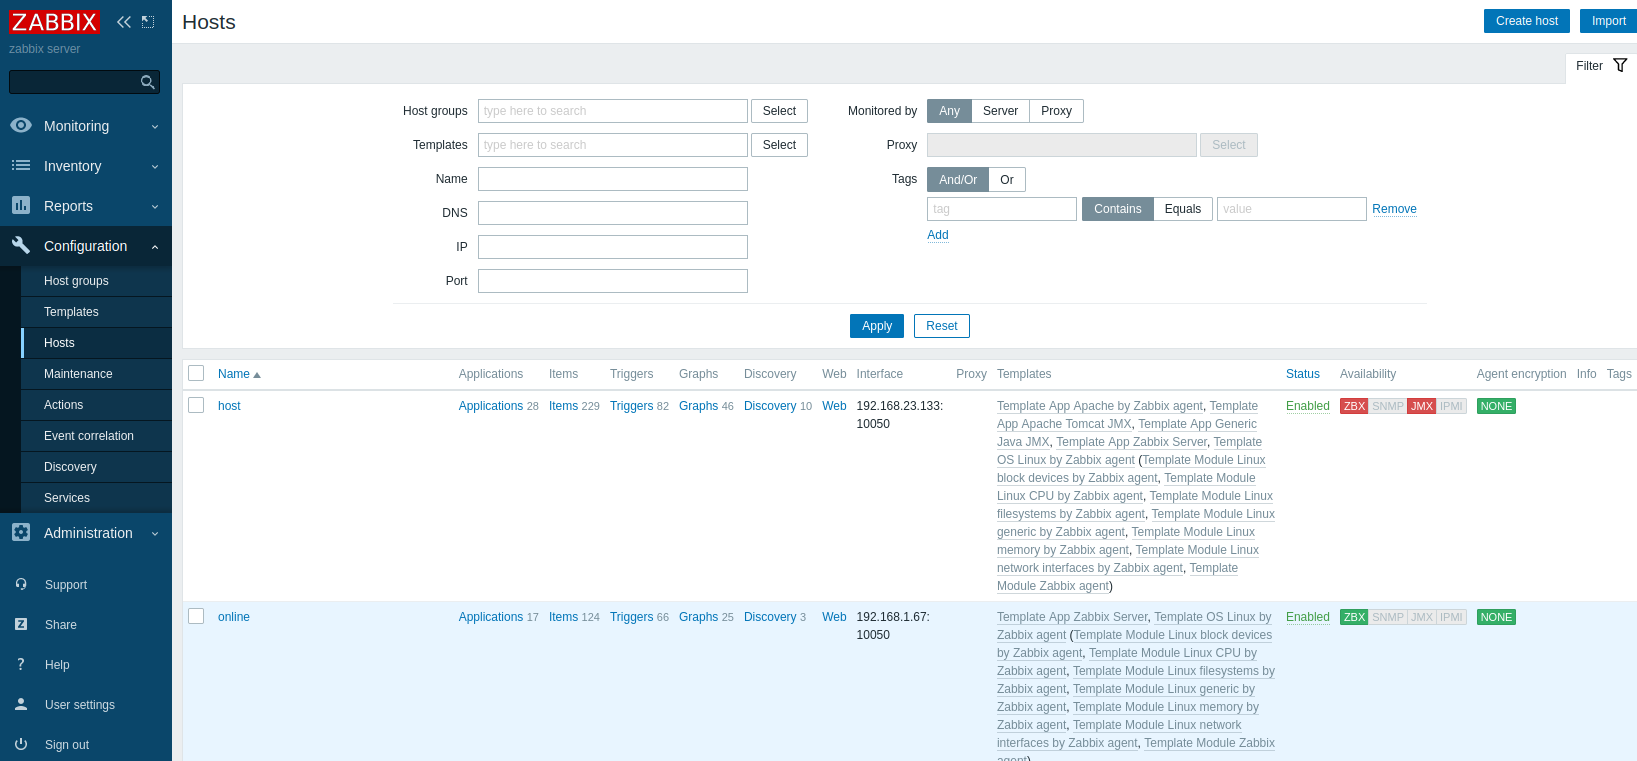 ZABBIX
zabbix server
Monitoring
Inventory
Reports
Configuration
Host groups
Templates
Hosts
Maintenance
Actions
Event correlation
Discovery
Services
Administration
Support
Share
Help
User settings
Sign out
Hosts
Create host Import
Filter
Host groups type here to search Select
Templates type here to search Select
Name
DNS
IP
Port
Monitored by Any Server Proxy
Proxy Select
Tags And/Or Or
tag Contains Equals value Remove
Add
Apply Reset
Name Applications Items Triggers Graphs Discovery Web Interface Proxy Templates Status Availability Agent encryption Info Tags
host Applications 28 Items 229 Triggers 82 Graphs 46 Discovery 10 Web 192.168.23.133: Template App Apache by Zabbix agent, Template Enabled ZBX SNMP JMX IPMI NONE
10050 App Apache Tomcat JMX, Template App Generic
Java JMX, Template App Zabbix Server, Template
OS Linux by Zabbix agent (Template Module Linux
block devices by Zabbix agent, Template Module
Linux CPU by Zabbix agent, Template Module Linux
filesystems by Zabbix agent, Template Module Linux
generic by Zabbix agent, Template Module Linux
memory by Zabbix agent, Template Module Linux
network interfaces by Zabbix agent, Template
Module Zabbix agent)
online Applications 17 Items 124 Triggers 66 Graphs 25 Discovery 3 Web 192.168.1.67: Template App Zabbix Server, Template OS Linux by Enabled ZBX SNMP JMX IPMI NONE
10050 Zabbix agent (Template Module Linux block devices
by Zabbix agent, Template Module Linux CPU by
Zabbix agent, Template Module Linux filesystems by
Zabbix agent, Template Module Linux generic by
Zabbix agent, Template Module Linux memory by
Zabbix agent, Template Module Linux network
interfaces by Zabbix agent, Template Module Zabbix
agent)